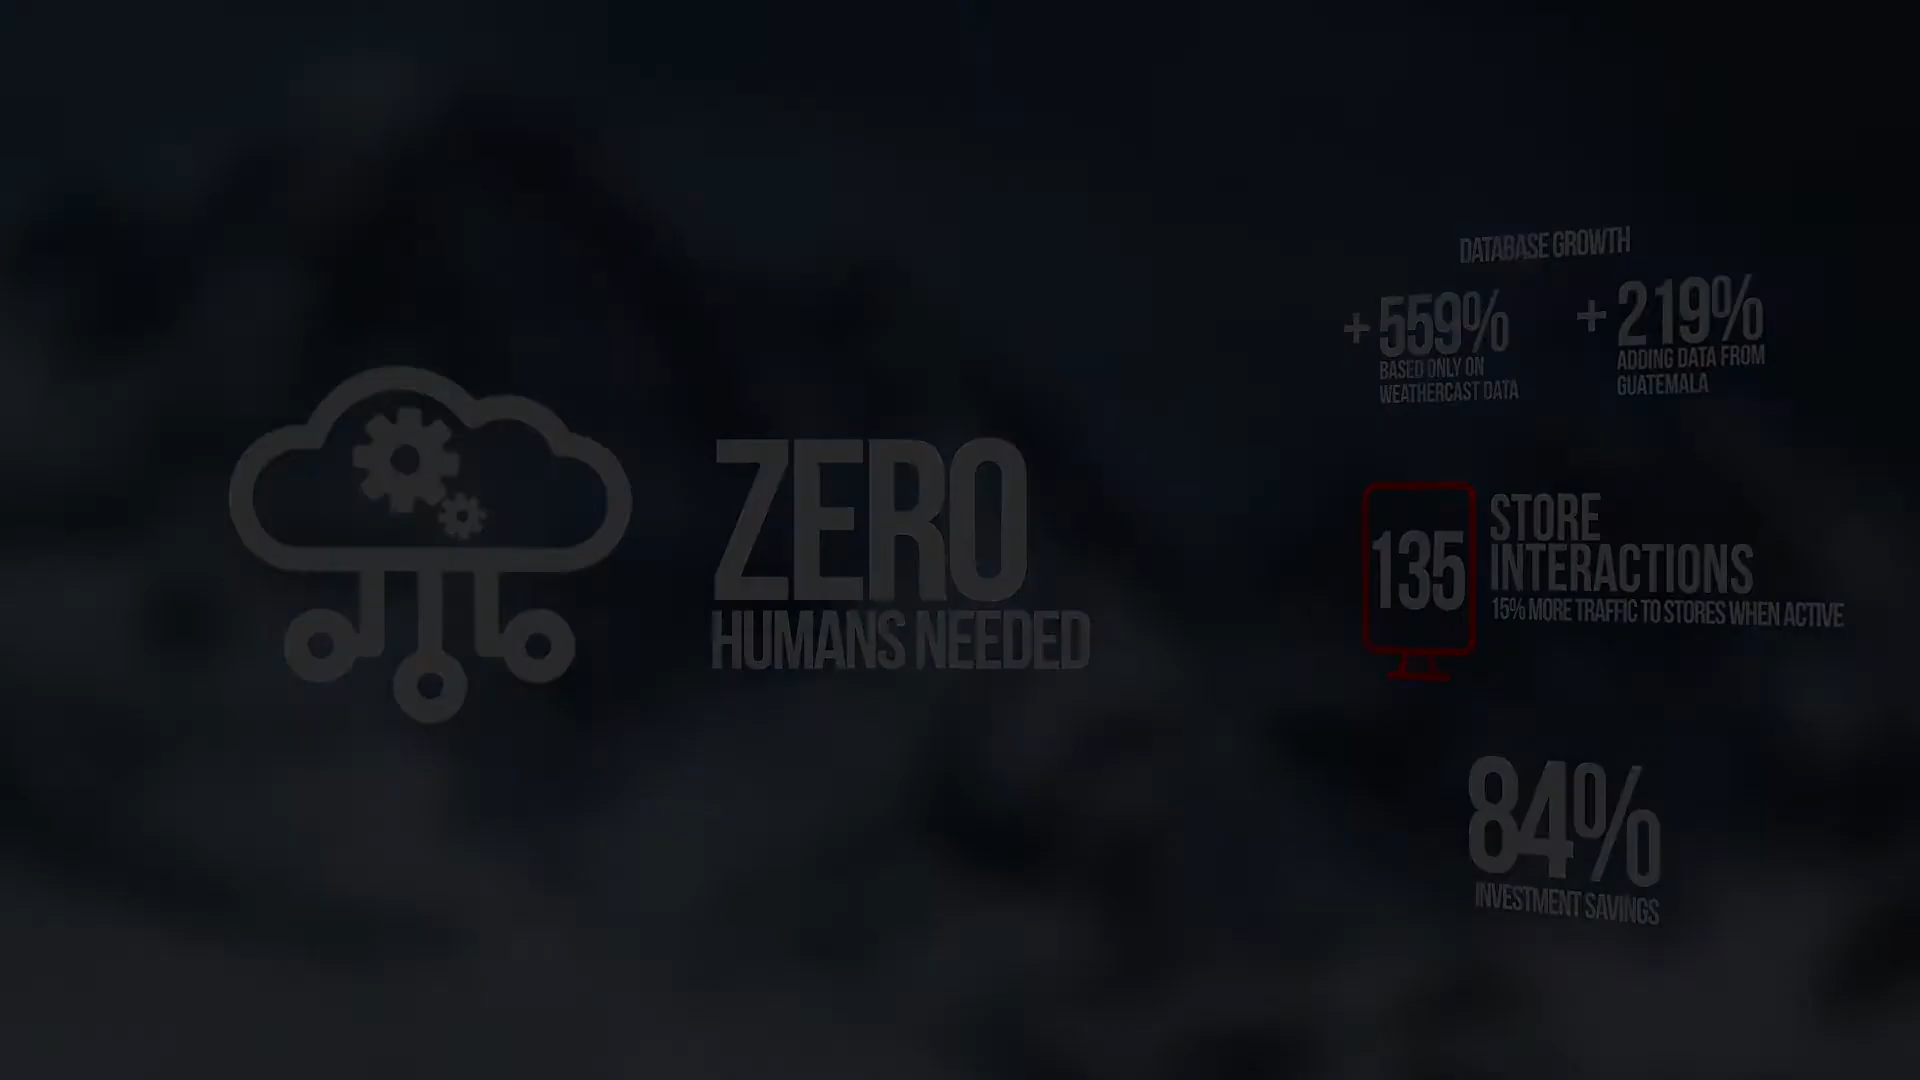 ZERO
HUMANS NEEDED
DATABASE GROWTH
+ 559%
BASED ONLY ON
WEATHERCAST DATA
+ 219%
ADDING DATA FROM
GUATEMALA
135
STORE
INTERACTIONS
15% MORE TRAFFIC TO STORES WHEN ACTIVE
84%
INVESTMENT SAVINGS